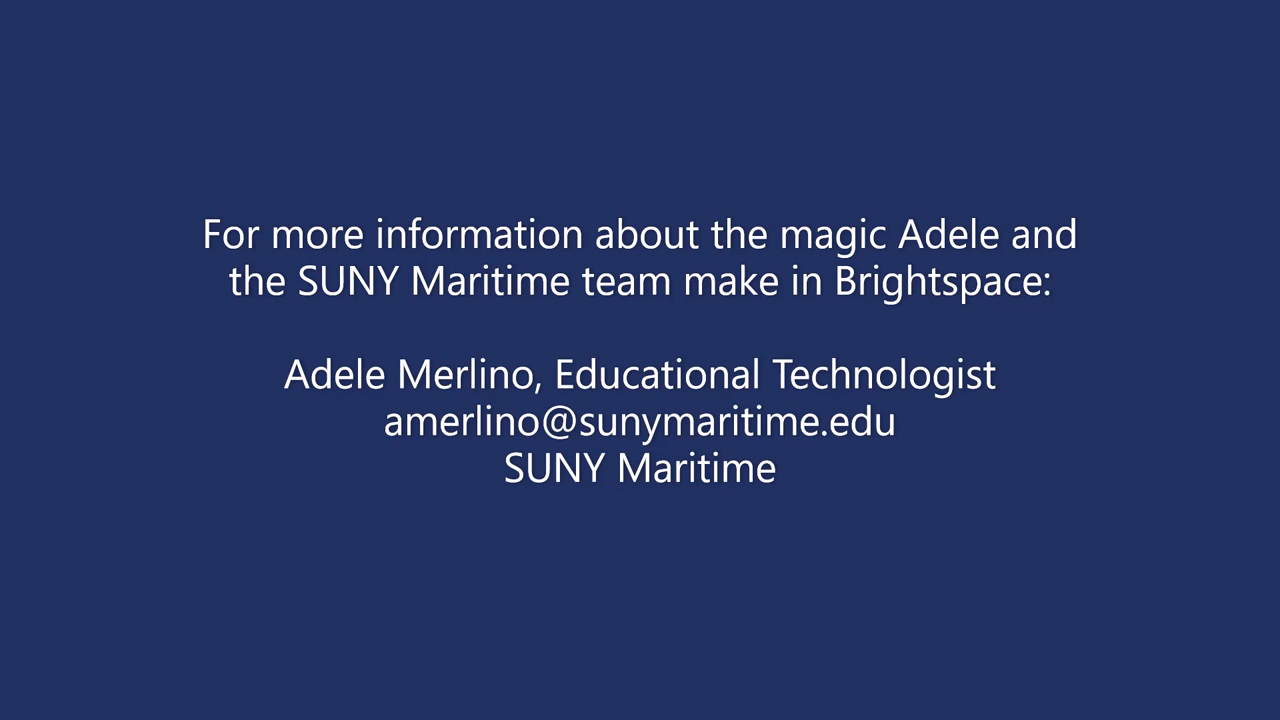 For more information about the magic Adele and
the SUNY Maritime team make in Brightspace:
Adele Merlino, Educational Technologist
amerlino@sunymaritime.edu
SUNY Maritime